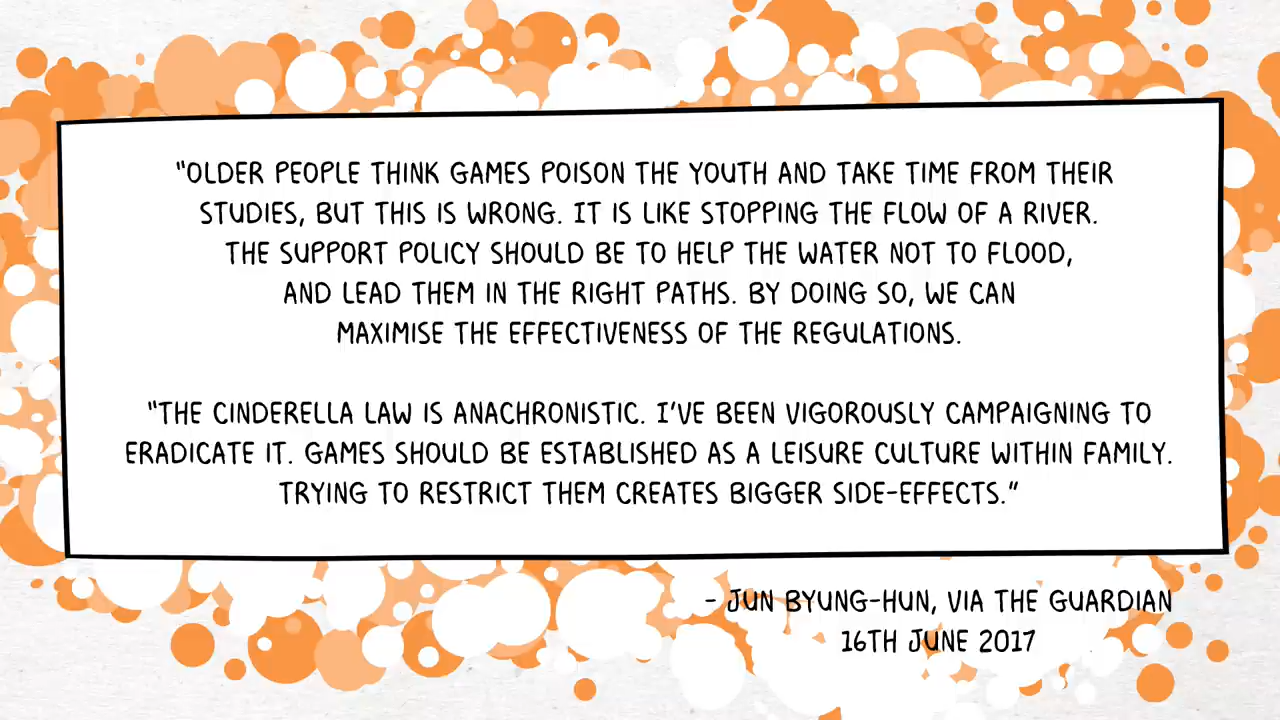 "OLDER PEOPLE THINK GAMES POISON THE YOUTH AND TAKE TIME FROM THEIR
STUDIES, BUT THIS IS WRONG. IT IS LIKE STOPPING THE FLOW OF A RIVER.
THE SUPPORT POLICY SHOULD BE TO HELP THE WATER NOT TO FLOOD,
AND LEAD THEM IN THE RIGHT PATHS. BY DOING SO, WE CAN
MAXIMISE THE EFFECTIVENESS OF THE REGULATIONS.
"THE CINDERELLA LAW IS ANACHRONISTIC. I'VE BEEN VIGOROUSLY CAMPAIGNING TO
ERADICATE IT. GAMES SHOULD BE ESTABLISHED AS A LEISURE CULTURE WITHIN FAMILY.
TRYING TO RESTRICT THEM CREATES BIGGER SIDE-EFFECTS."
- JUN BYUNG-HUN, VIA THE GUARDIAN
16TH JUNE 2017